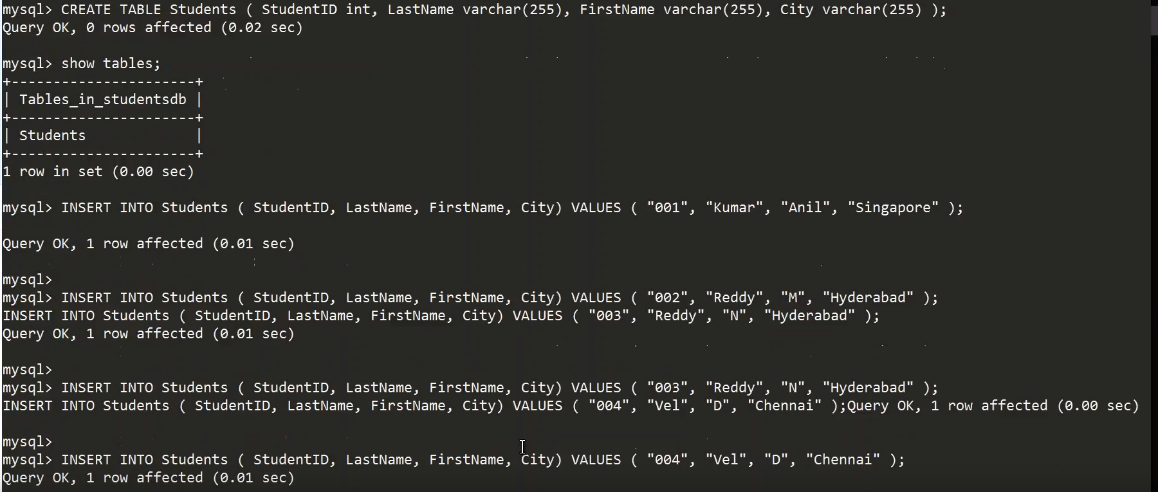 mysql> CREATE TABLE Students ( StudentID int, LastName varchar(255), FirstName varchar(255), City varchar(255) );
Query OK, 0 rows affected (0.02 sec)
mysql> show tables;
+----------------------+
| Tables_in_studentsdb |
+----------------------+
| Students             |
+----------------------+
1 row in set (0.00 sec)
mysql> INSERT INTO Students ( StudentID, LastName, FirstName, City) VALUES ( "001", "Kumar", "Anil", "Singapore" );
Query OK, 1 row affected (0.01 sec)
mysql>
mysql> INSERT INTO Students ( StudentID, LastName, FirstName, City) VALUES ( "002", "Reddy", "M", "Hyderabad" );
INSERT INTO Students ( StudentID, LastName, FirstName, City) VALUES ( "003", "Reddy", "N", "Hyderabad" );
Query OK, 1 row affected (0.01 sec)
mysql>
mysql> INSERT INTO Students ( StudentID, LastName, FirstName, City) VALUES ( "003", "Reddy", "N", "Hyderabad" );
INSERT INTO Students ( StudentID, LastName, FirstName, City) VALUES ( "004", "Vel", "D", "Chennai" );Query OK, 1 row affected (0.00 sec)
mysql>
mysql> INSERT INTO Students ( StudentID, LastName, FirstName, City) VALUES ( "004", "Vel", "D", "Chennai" );
Query OK, 1 row affected (0.01 sec)